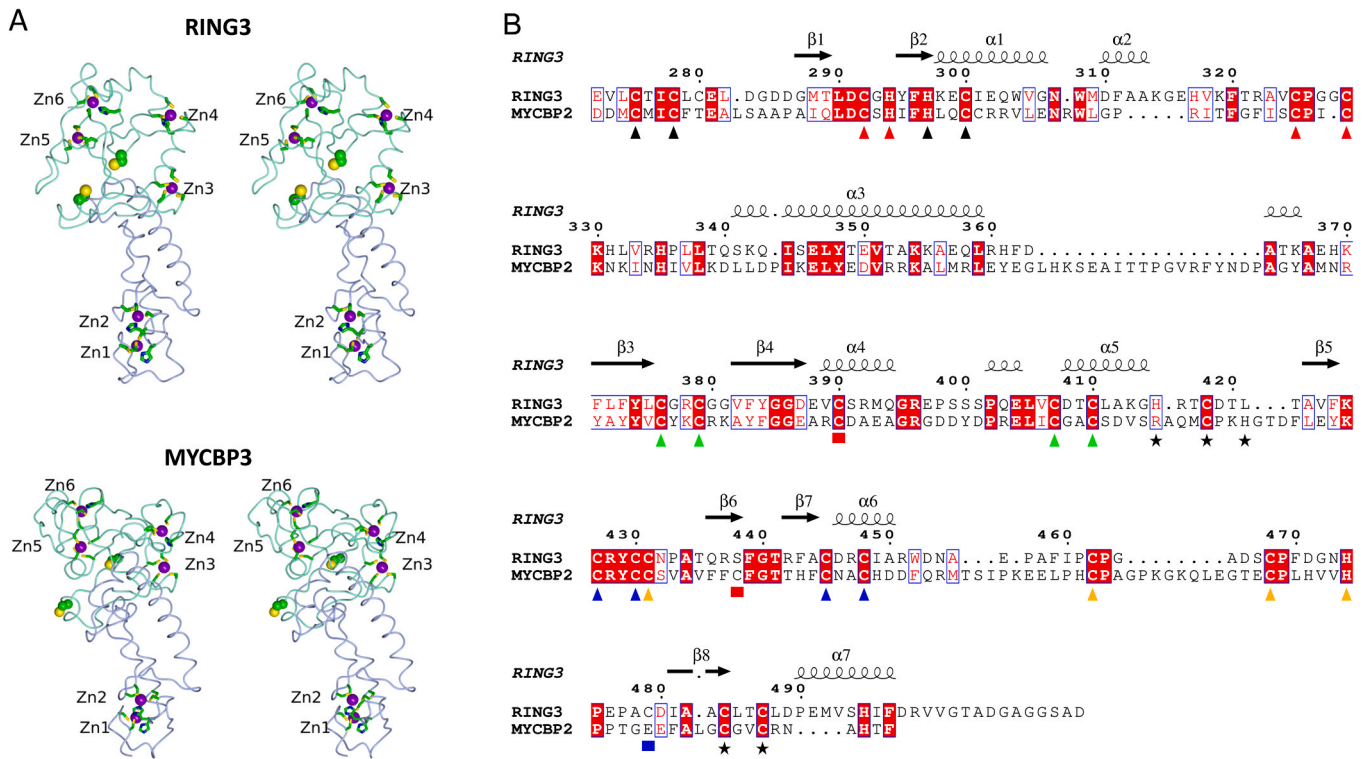 A
RING3
Zn6 Zn6
Zn4 Zn4
Zn5 Zn5
Zn3 Zn3
Zn2 Zn2
Zn1 Zn1
MYCBP3
Zn6 Zn6
Zn5 Zn4 Zn5 Zn4
Zn3 Zn3
Zn2 Zn2
Zn1 Zn1
B
β1 β2 α1 α2
RING3
280 290 300 310 320
RING3 EVLCTICLCEL.DGDDGMTLDCGHYFHKECIEQWVGN.WMDFAAKGEHVKFTRAVCPGGC
MYCBP2 DDMCMICFTEALSAAPAIQLDCSHIFHLQCCRRVLENRWLGP.....RITFGFISCPI.C
RING3 α3
330 340 350 360 370
RING3 KHLVRHPLLTQSKQ.ISELYTEVTAKKAEQLRHFD..................ATKAEHK
MYCBP2 KNKINHIVLKDLLDPIKELYEDVRRKALMRLEYEGLHKSEAITTPGVRFYNDPAGYAMNR
β3 β4 α4 α5 β5
RING3
380 390 400 410 420
RING3 FLFYLCGRCGGVFYGGDEVCSRMQGREPSSSPQELVCDTCLAKGH.RTCDTL...TAVFK
MYCBP2 YAYYVCYKCRKAYFGGEARCDAEAGRGDDYDPRELICGACSDVSRAQMCPKHGTDFLEYK
β6 β7 α6
RING3
430 440 450 460 470
RING3 CRYCCNPATQRSFGTRFACDRCIARWDNA...E.PAFIPCPG........ADSCPFDGNH
MYCBP2 CRYCCSVAVFFCFGTTHFCNACHDDFQRMTSIPKEELPHCPAGPKGKQLEGTECPLHVVH
β8 α7
RING3
480 490
RING3 PEPACDIA.ACLTCLDPEMVSHIFDRVVGTADGAGGSAD
MYCBP2 PPTGEEFALGCGVCRN....AHTF